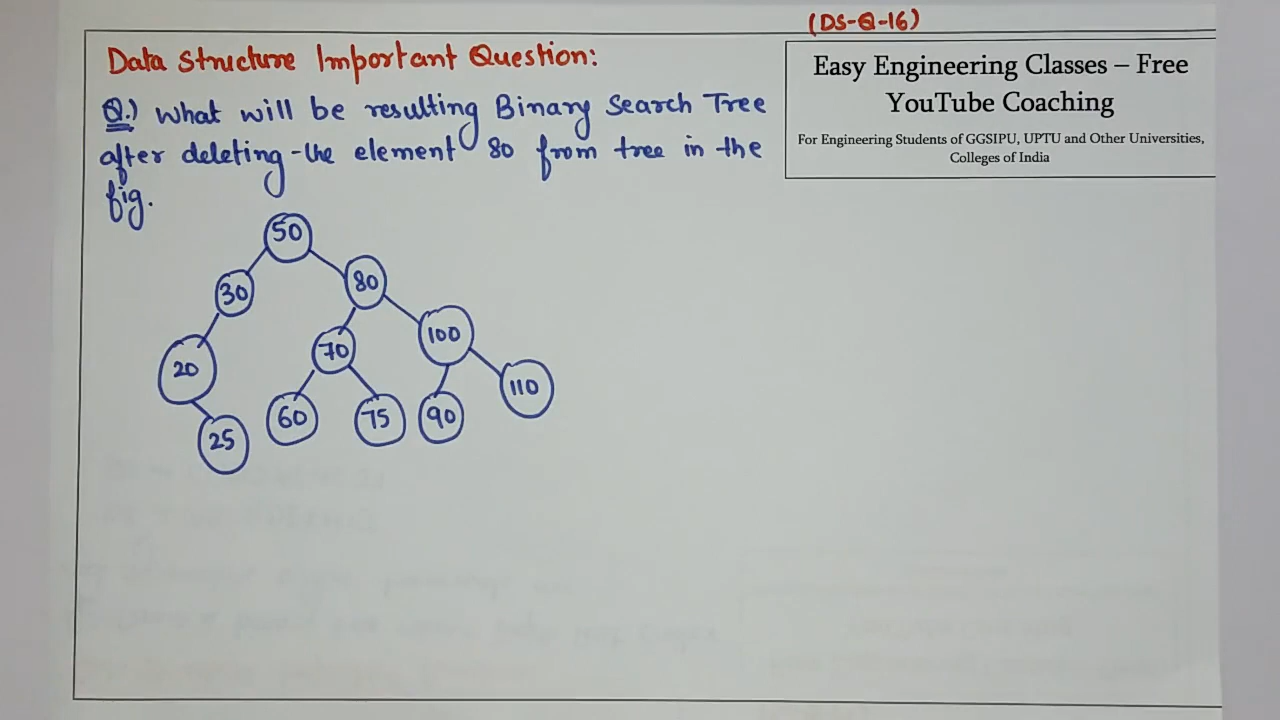 (DS-Q-16)
Data Structure Important Question:
Easy Engineering Classes – Free
YouTube Coaching
For Engineering Students of GGSIPU, UPTU and Other Universities,
Colleges of India
Q.) What will be resulting Binary Search Tree
after deleting the element 80 from tree in the
fig.
50
30 80
20 70 100
25 60 75 90 110